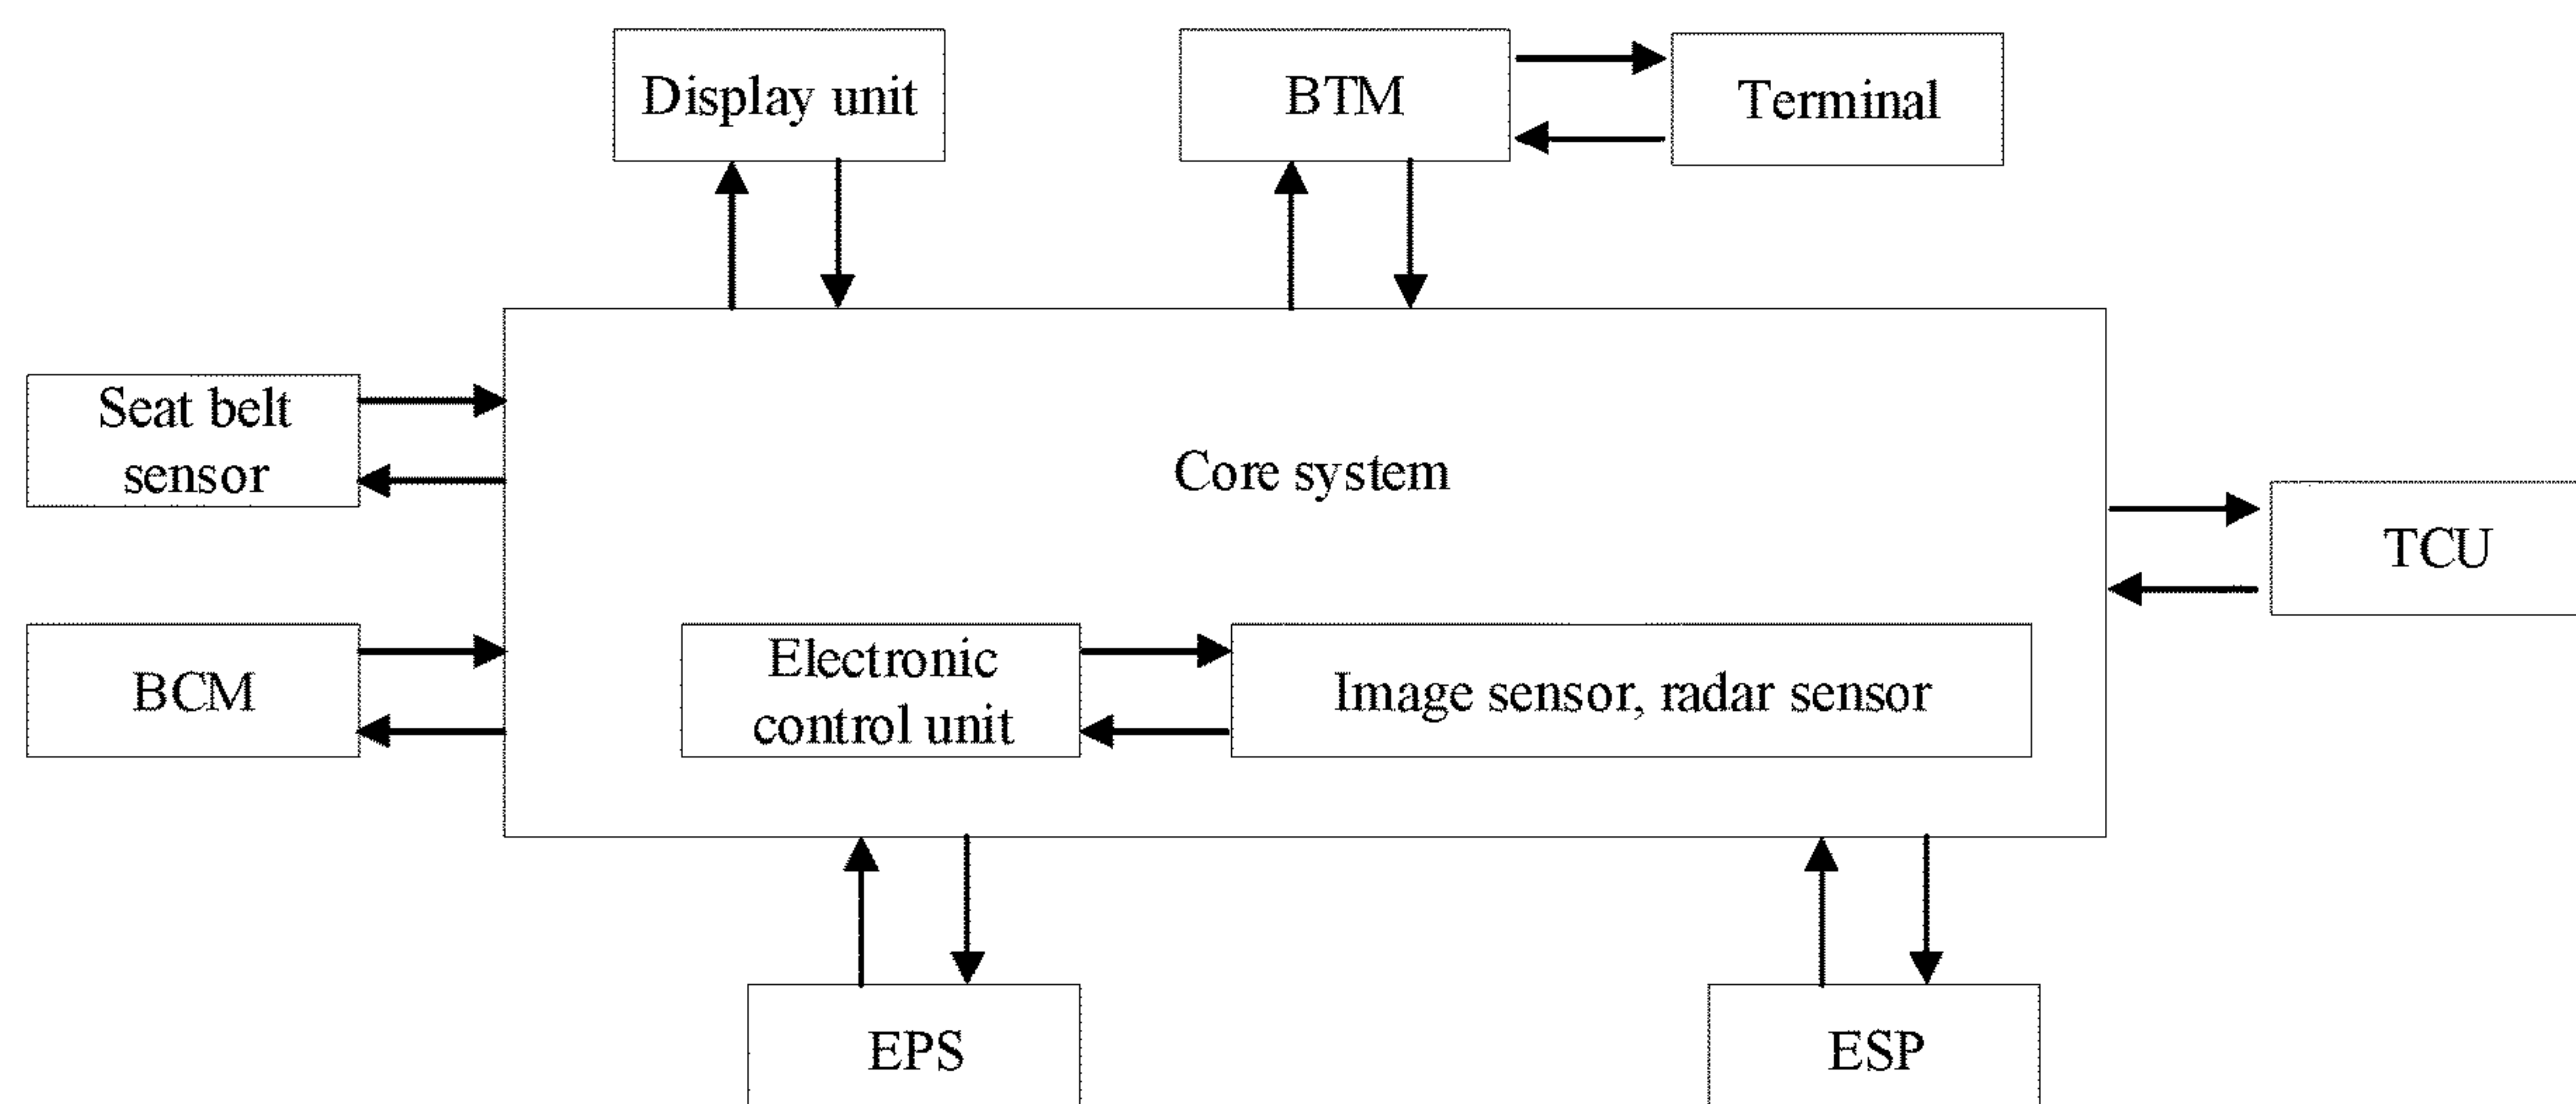 Display unit
BTM
Terminal
Seat belt
sensor
Core system
TCU
BCM
Electronic
control unit
Image sensor, radar sensor
EPS
ESP